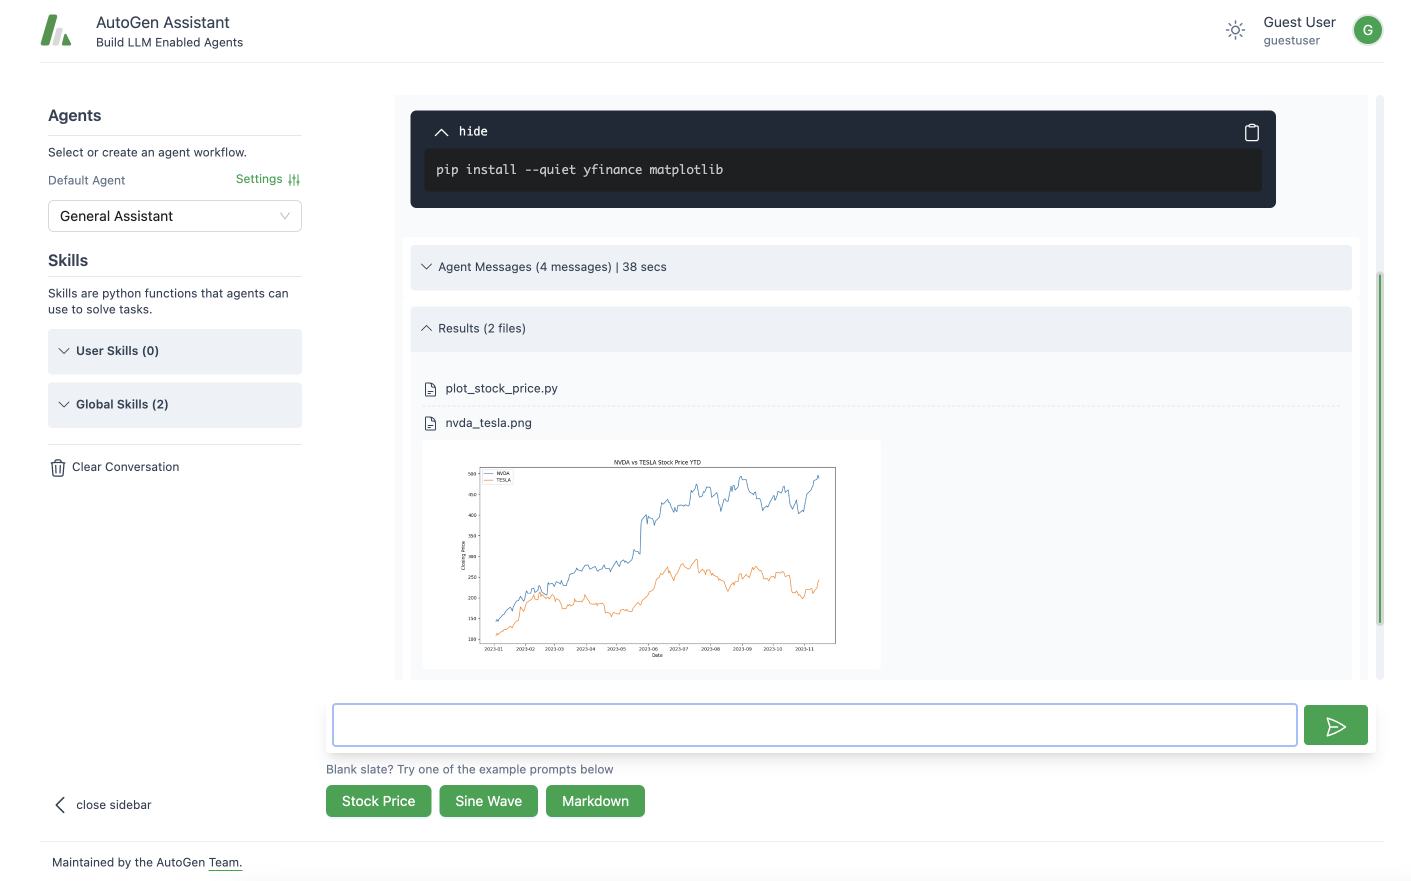 AutoGen Assistant
Build LLM Enabled Agents
Guest User
guestuser
G
Agents
Select or create an agent workflow.
Default Agent
Settings
General Assistant
Skills
Skills are python functions that agents can
use to solve tasks.
User Skills (0)
Global Skills (2)
Clear Conversation
close sidebar
hide
pip install --quiet yfinance matplotlib
Agent Messages (4 messages) | 38 secs
Results (2 files)
plot_stock_price.py
nvda_tesla.png
NVDA vs TESLA Stock Price YTD
NVDA
TESLA
Closing Price
500
450
400
350
300
250
200
150
100
2023-01 2023-02 2023-03 2023-04 2023-05 2023-06 2023-07 2023-08 2023-09 2023-10 2023-11
Date
Blank slate? Try one of the example prompts below
Stock Price
Sine Wave
Markdown
Maintained by the AutoGen Team.